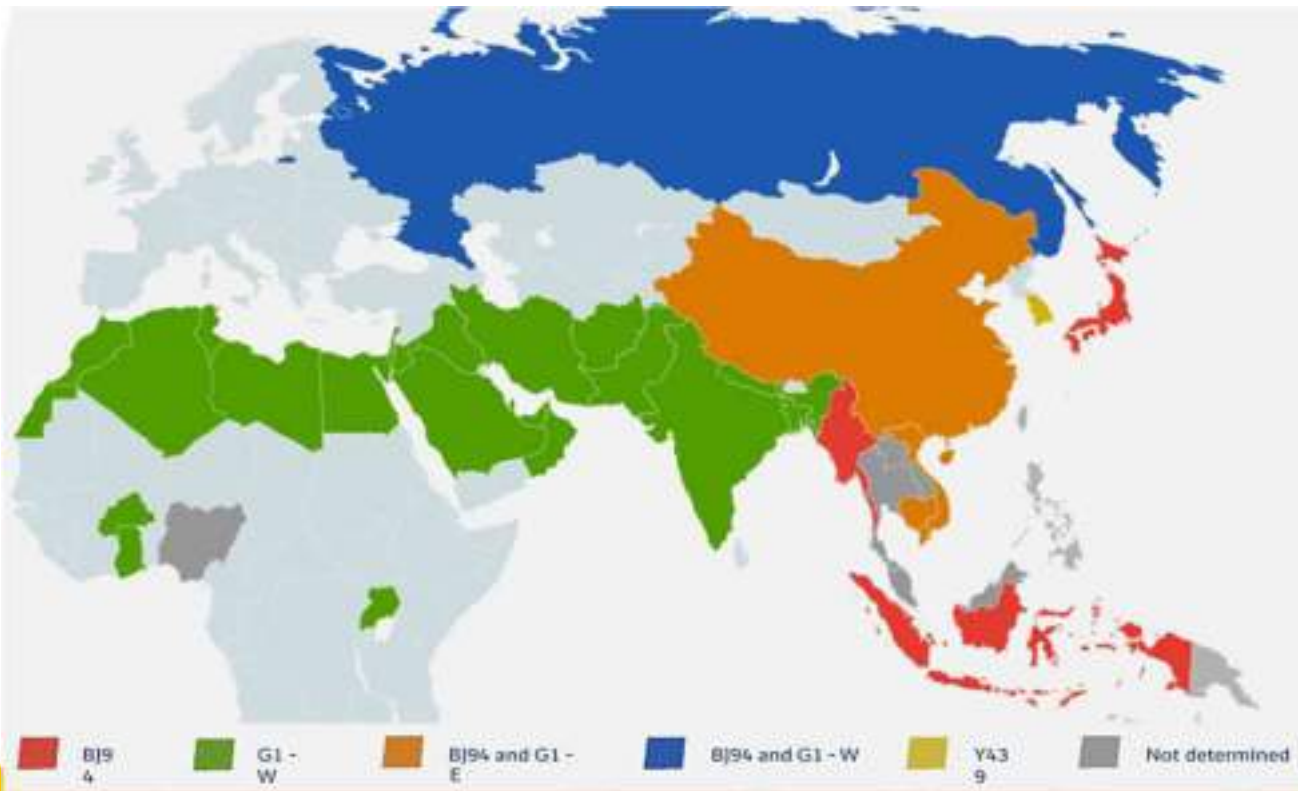 BJ9
4
G1 -
W
BJ94 and G1 -
E
BJ94 and G1 - W
Y43
9
Not determined